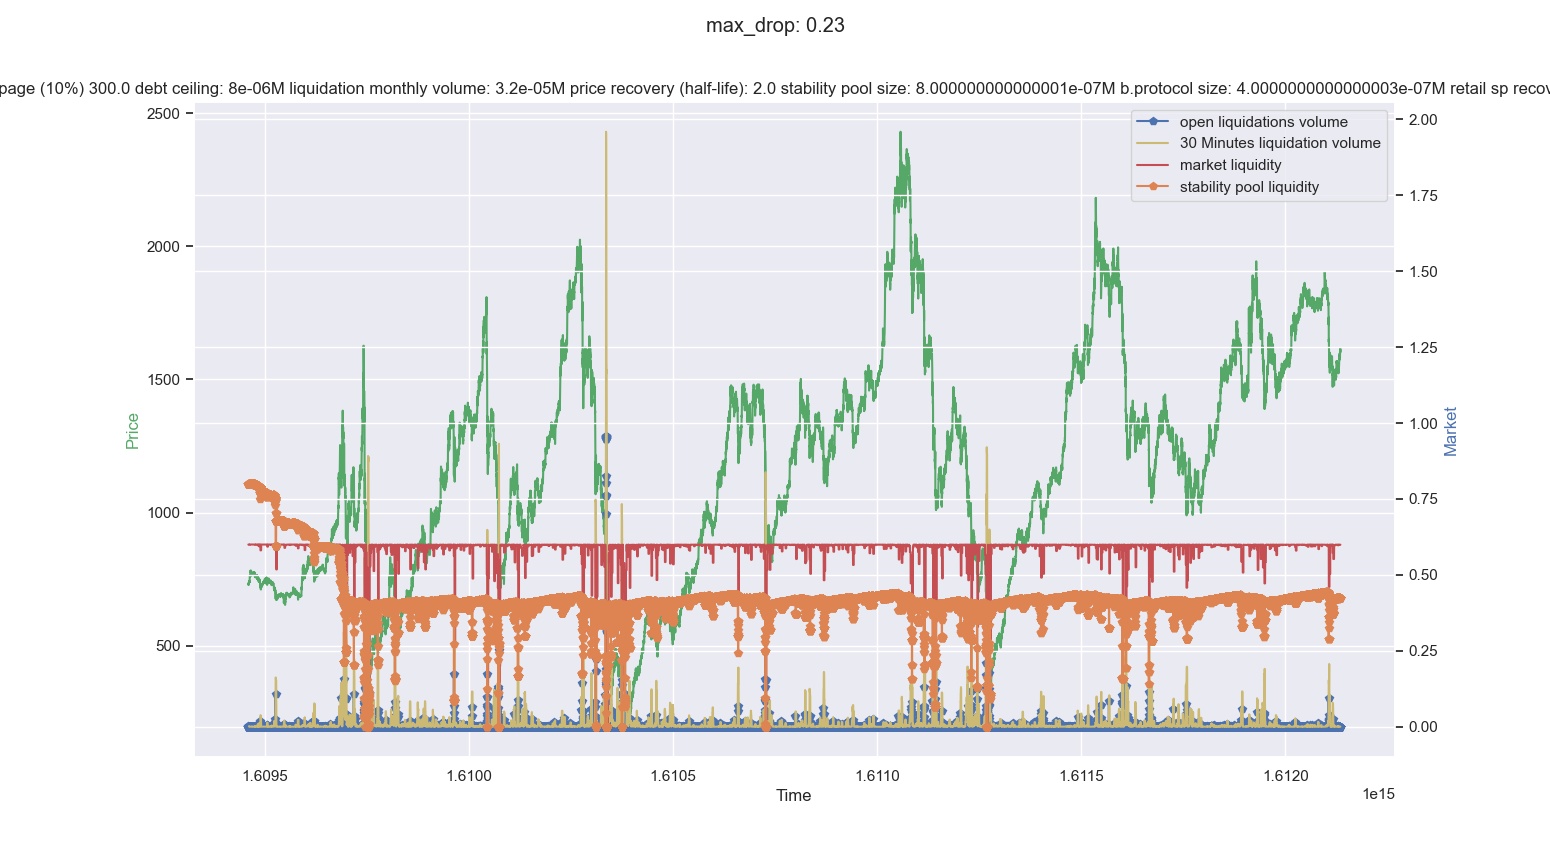 max_drop: 0.23
page (10%) 300.0 debt ceiling: 8e-06M liquidation monthly volume: 3.2e-05M price recovery (half-life): 2.0 stability pool size: 8.000000000000001e-07M b.protocol size: 4.0000000000000003e-07M retail sp recov
open liquidations volume
30 Minutes liquidation volume
market liquidity
stability pool liquidity
2500
2000
1500
1000
500
Price
2.00
1.75
1.50
1.25
1.00
0.75
0.50
0.25
0.00
Market
1.6095 1.6100 1.6105 1.6110 1.6115 1.6120
Time
1e15